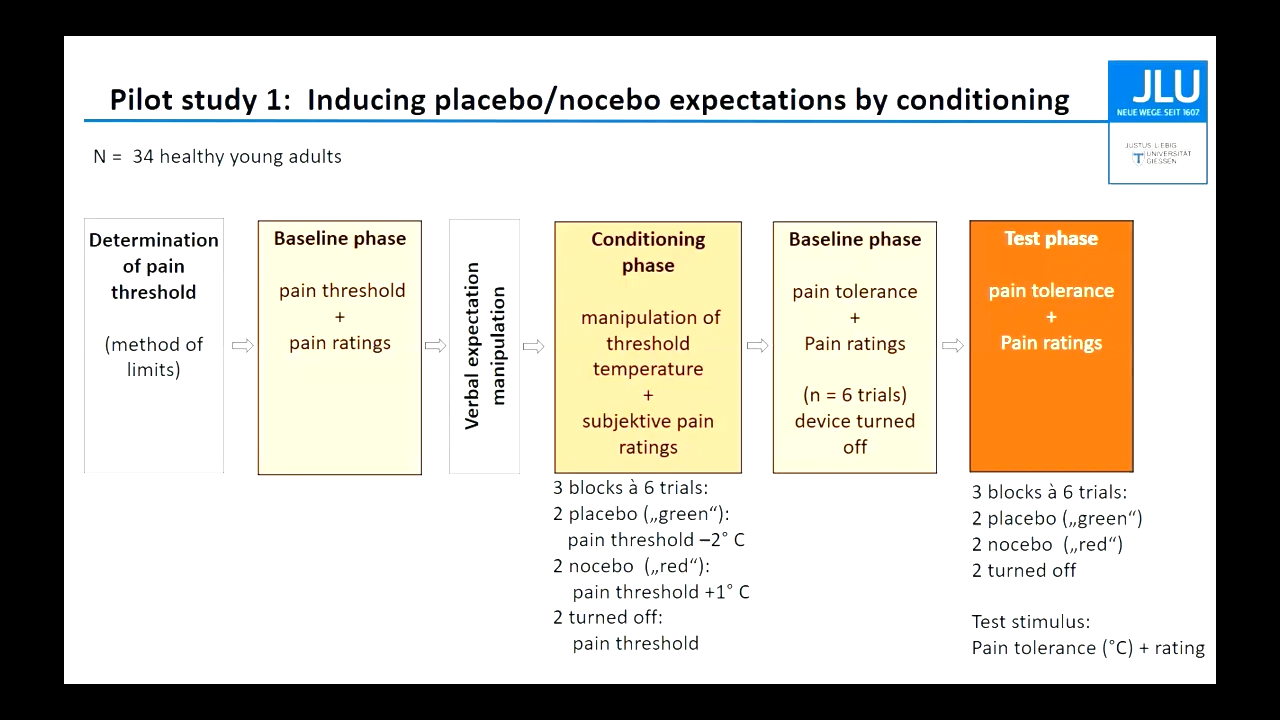 Pilot study 1: Inducing placebo/nocebo expectations by conditioning
JLU
NEUE WEGE. SEIT 1607
JUSTUS LIEBIG
UNIVERSITÄT
GIESSEN
N = 34 healthy young adults
Determination
of pain
threshold
(method of
limits)
Baseline phase
pain threshold
+
pain ratings
Verbal expectation
manipulation
Conditioning
phase
manipulation of
threshold
temperature
+
subjektive pain
ratings
3 blocks à 6 trials:
2 placebo („green“):
pain threshold –2° C
2 nocebo („red“):
pain threshold +1° C
2 turned off:
pain threshold
Baseline phase
pain tolerance
+
Pain ratings
(n = 6 trials)
device turned
off
Test phase
pain tolerance
+
Pain ratings
3 blocks à 6 trials:
2 placebo („green“)
2 nocebo („red“)
2 turned off
Test stimulus:
Pain tolerance (°C) + rating